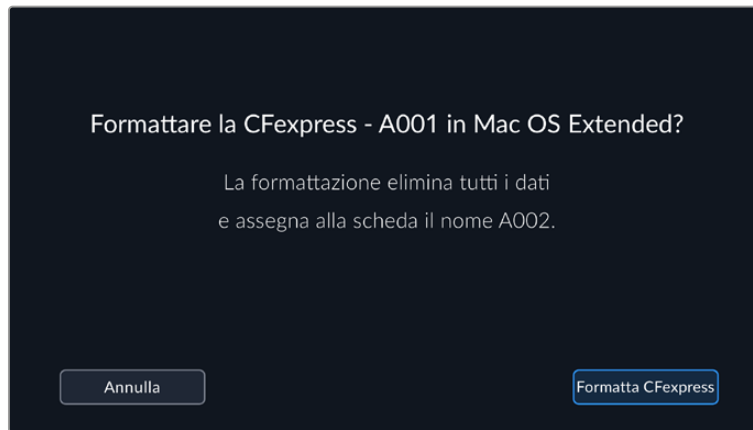 Formattare la CFexpress - A001 in Mac OS Extended?
La formattazione elimina tutti i dati
e assegna alla scheda il nome A002.
Annulla
Formatta CFexpress